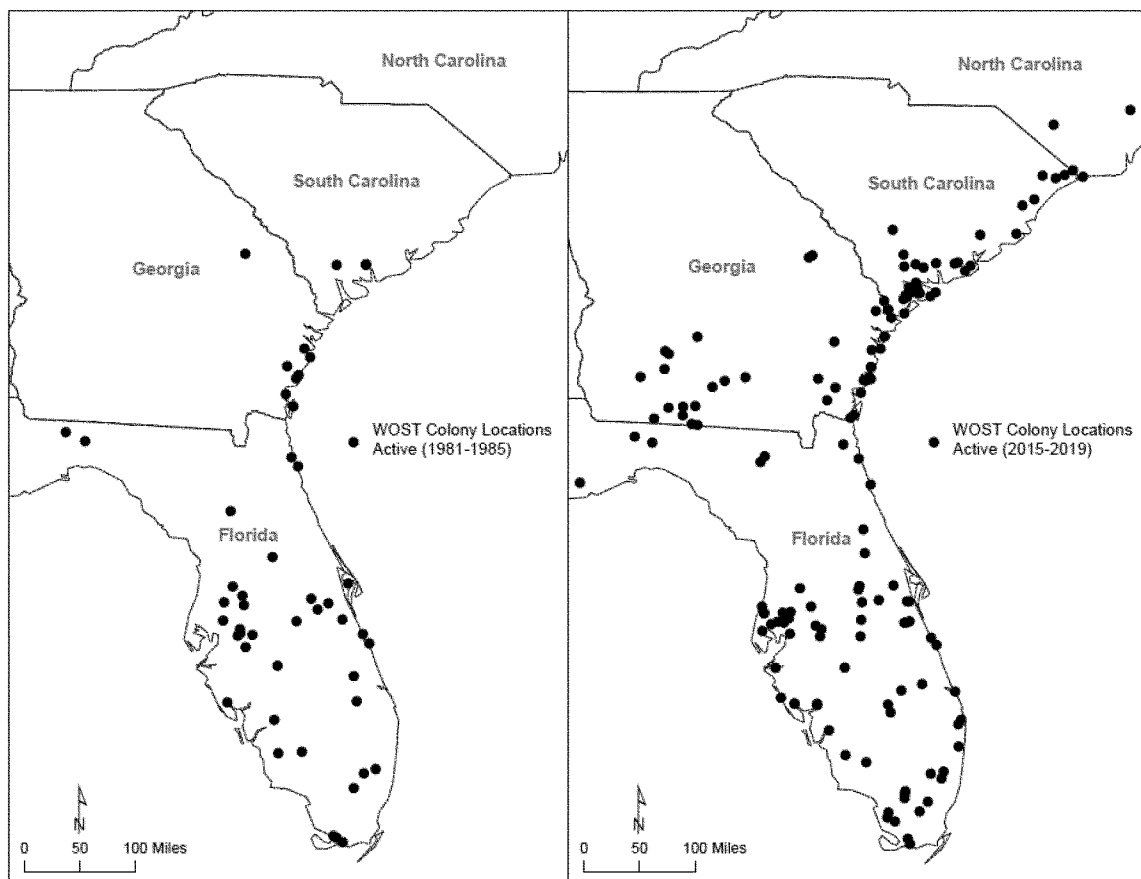 North Carolina
South Carolina
Georgia
WOST Colony Locations
Active (1981-1985)
Florida
N
0 50 100 Miles
North Carolina
South Carolina
Georgia
WOST Colony Locations
Active (2015-2019)
Florida
N
0 50 100 Miles